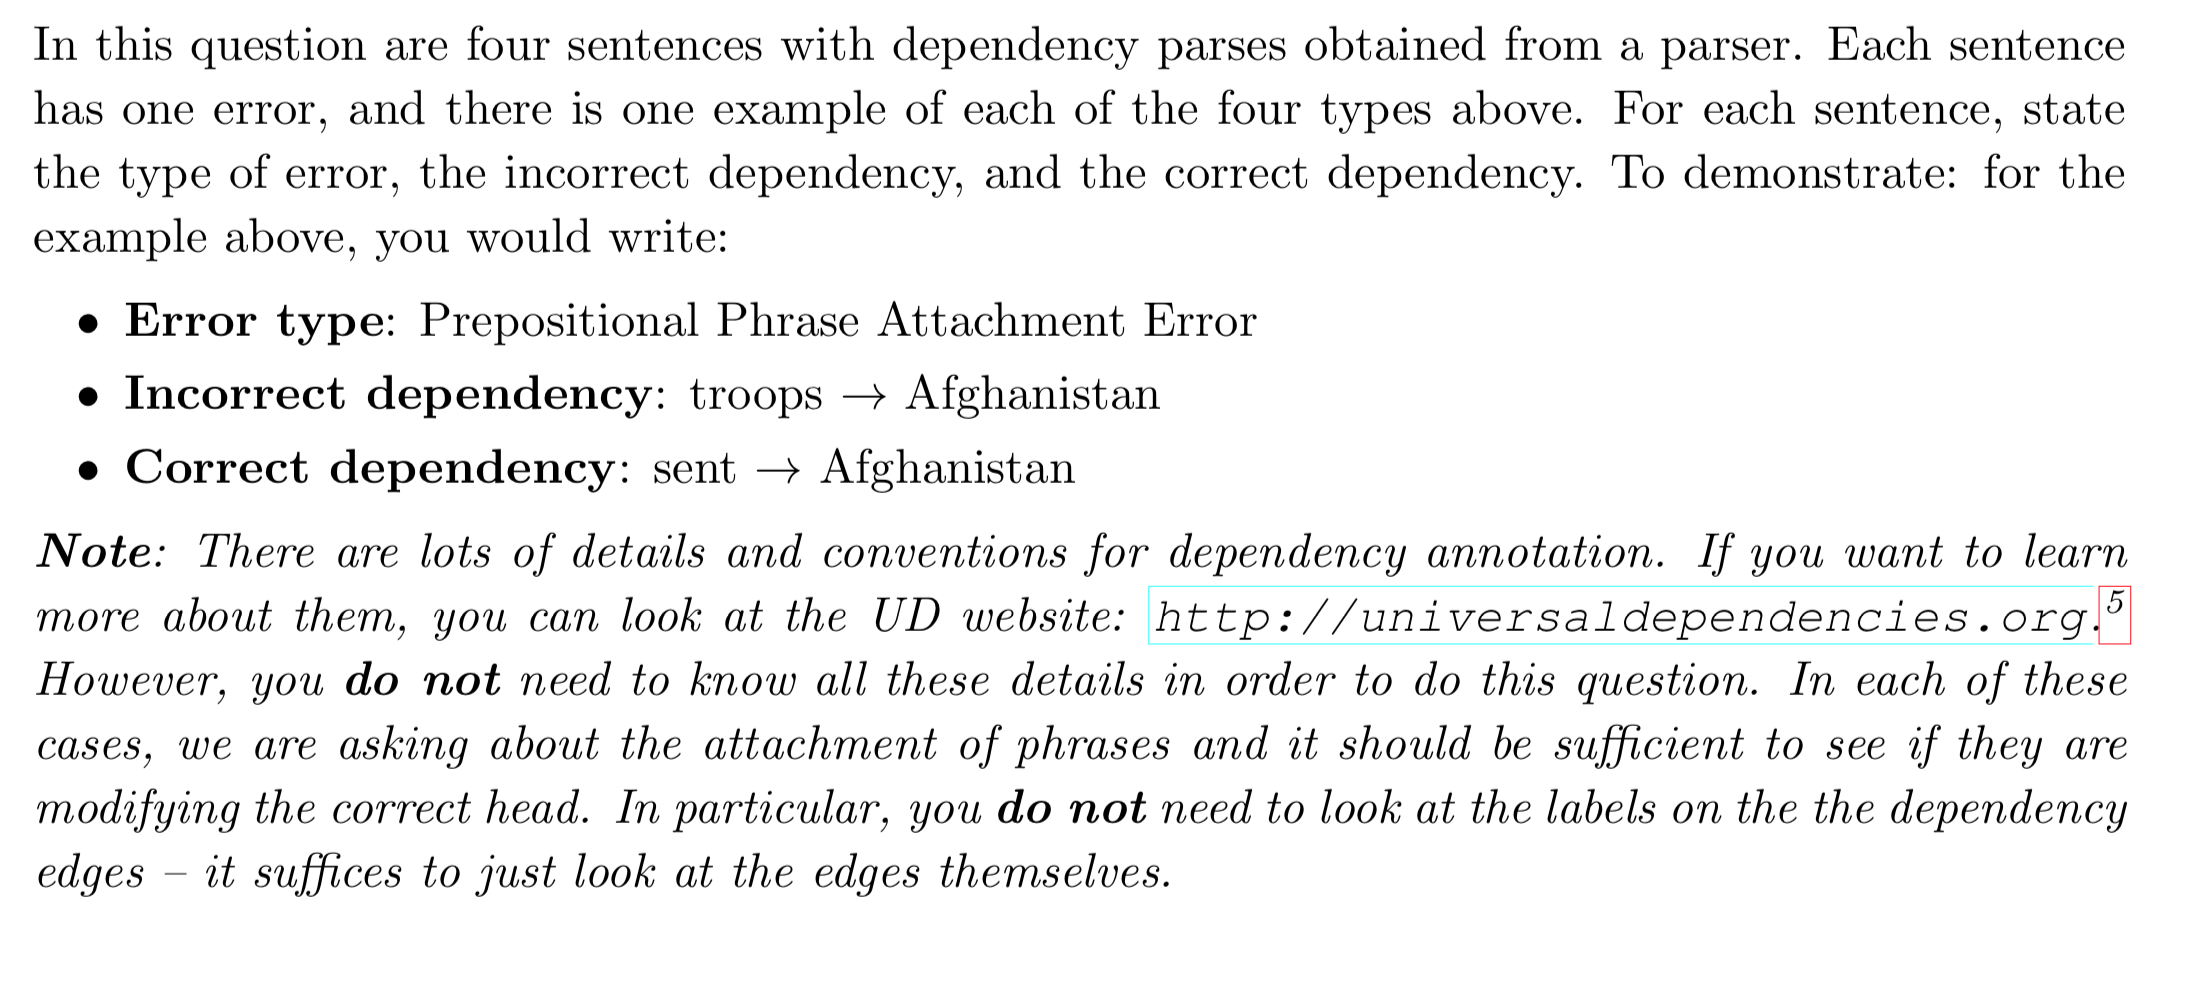 In this question are four sentences with dependency parses obtained from a parser. Each sentence
has one error, and there is one example of each of the four types above. For each sentence, state
the type of error, the incorrect dependency, and the correct dependency. To demonstrate: for the
example above, you would write:
• Error type: Prepositional Phrase Attachment Error
• Incorrect dependency: troops → Afghanistan
• Correct dependency: sent → Afghanistan
Note: There are lots of details and conventions for dependency annotation. If you want to learn
more about them, you can look at the UD website: http://universaldependencies.org.5
However, you do not need to know all these details in order to do this question. In each of these
cases, we are asking about the attachment of phrases and it should be sufficient to see if they are
modifying the correct head. In particular, you do not need to look at the labels on the the dependency
edges – it suffices to just look at the edges themselves.